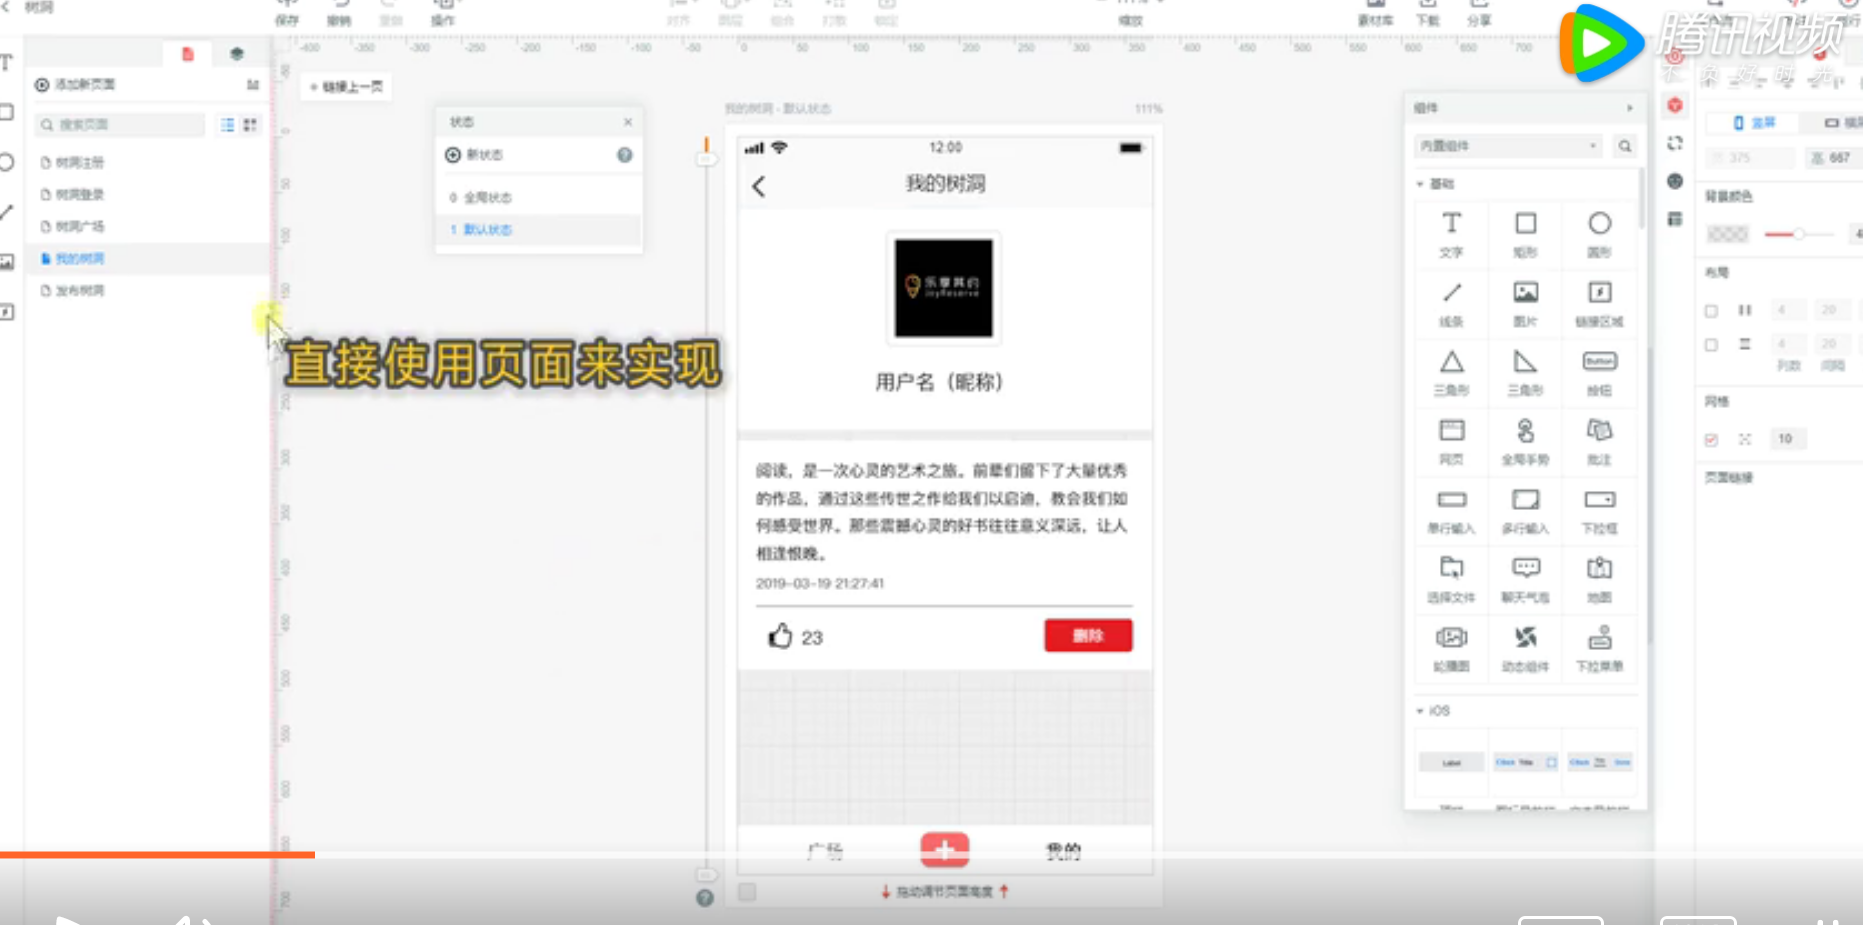 树洞
保存
撤销
重做
操作
对齐
图层
组合
打散
锁定
缩放
素材库
下载
分享
腾讯视频
不负好时光
添加新页面
搜索页面
树洞注册
树洞登录
树洞广场
我的树洞
发布树洞
链接上一页
状态
新状态
0 全局状态
1 默认状态
我的树洞 - 默认状态
111%
12:00
我的树洞
乐享其约
JoyReserve
直接使用页面来实现
用户名（昵称）
阅读，是一次心灵的艺术之旅。前辈们留下了大量优秀
的作品，通过这些传世之作给我们以启迪，教会我们如
何感受世界。那些震撼心灵的好书往往意义深远，让人
相逢恨晚。
2019-03-19 21:27:41
23
删除
广场
我的
拖动调节页面高度
组件
内置组件
基础
文字
矩形
圆形
线条
图片
链接区域
三角形
三角形
Button
按钮
网页
全局手势
批注
单行输入
多行输入
下拉框
选择文件
聊天气泡
地图
轮播图
动态组件
下拉菜单
iOS
Label
竖屏
375
高 667
背景颜色
布局
4 20
4 20
列数 间隔
网格
10
页面链接